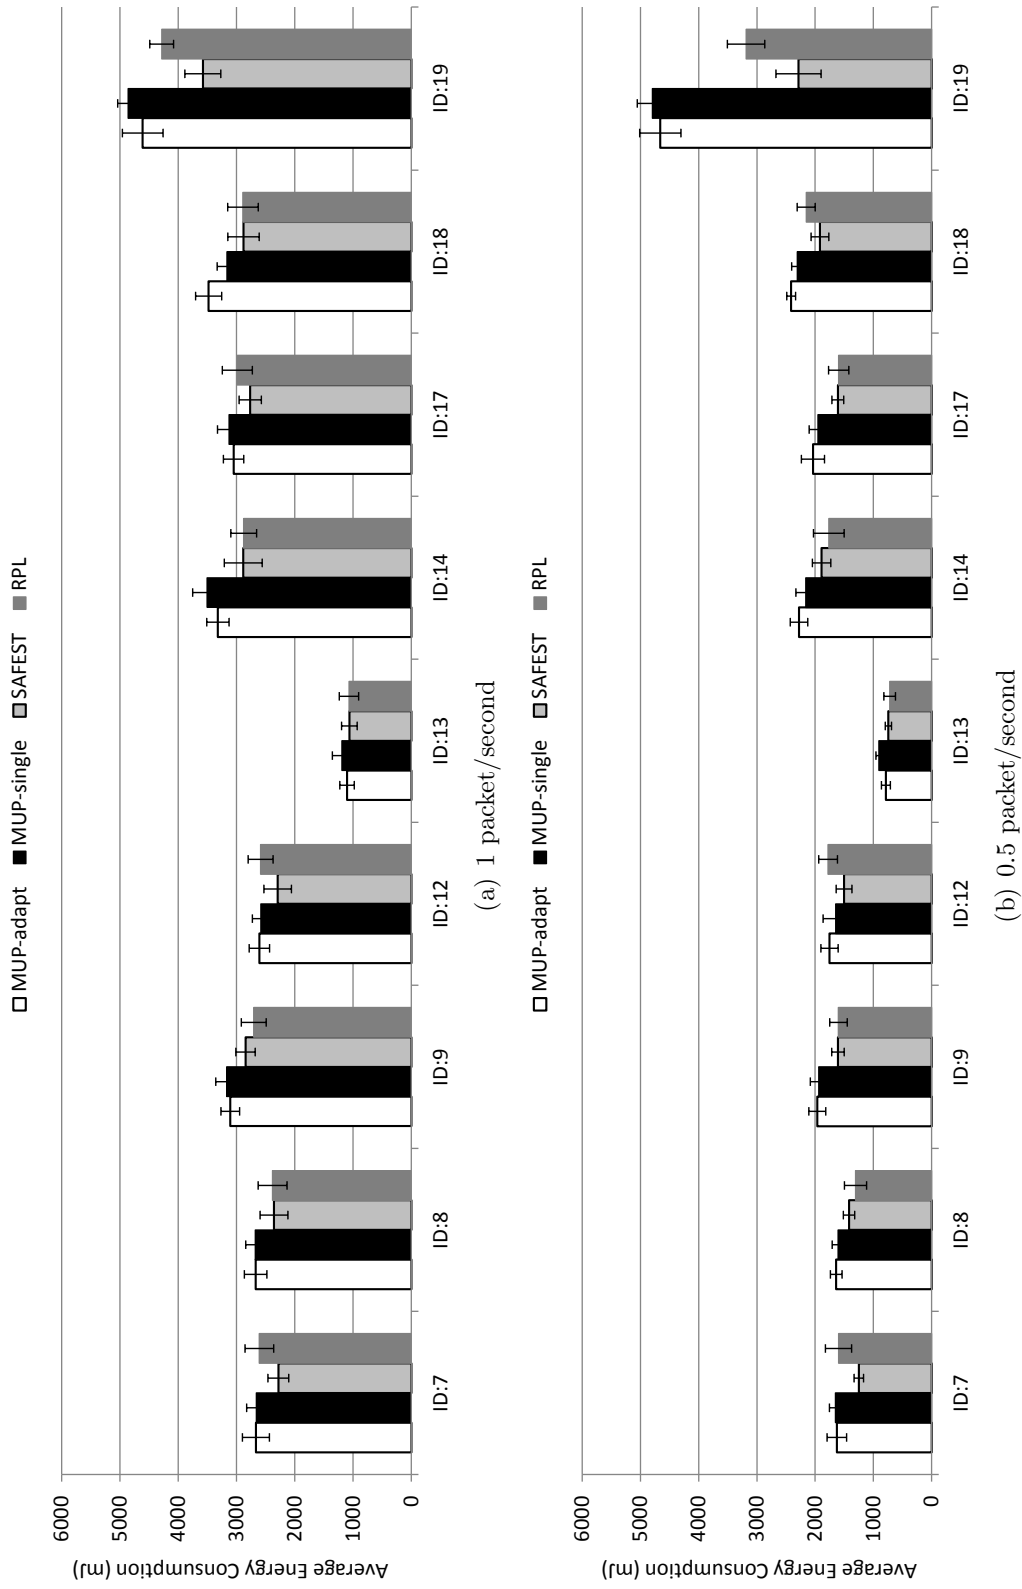 MUP-adapt MUP-single SAFEST RPL
Average Energy Consumption (mJ)
6000
5000
4000
3000
2000
1000
0
ID:7 ID:8 ID:9 ID:12 ID:13 ID:14 ID:17 ID:18 ID:19
(a) 1 packet/second
MUP-adapt MUP-single SAFEST RPL
Average Energy Consumption (mJ)
6000
5000
4000
3000
2000
1000
0
ID:7 ID:8 ID:9 ID:12 ID:13 ID:14 ID:17 ID:18 ID:19
(b) 0.5 packet/second